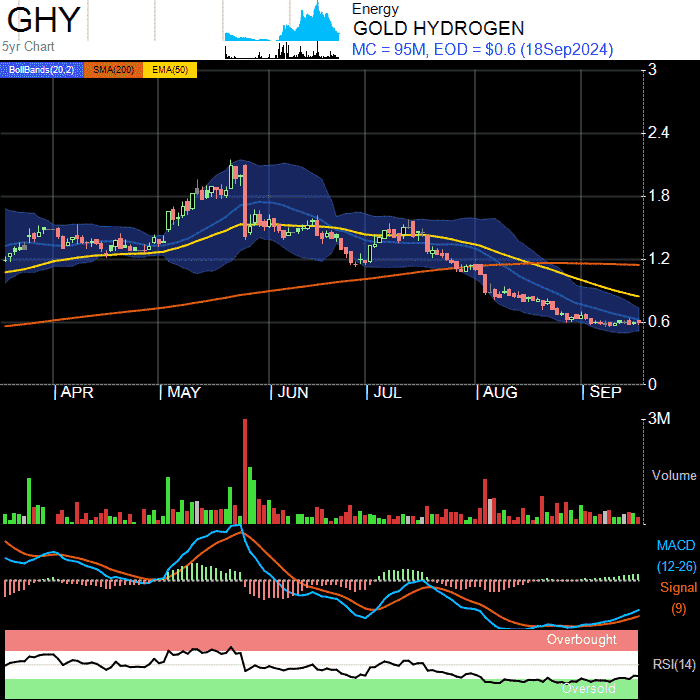 GHY
5yr Chart
Energy
GOLD HYDROGEN
MC = 95M, EOD = $0.6 (18Sep2024)
BollBands(20,2) SMA(200) EMA(50)
3
2.4
1.8
1.2
0.6
0
APR MAY JUN JUL AUG SEP
3M
Volume
MACD
(12-26)
Signal
(9)
Overbought
RSI(14)
Oversold